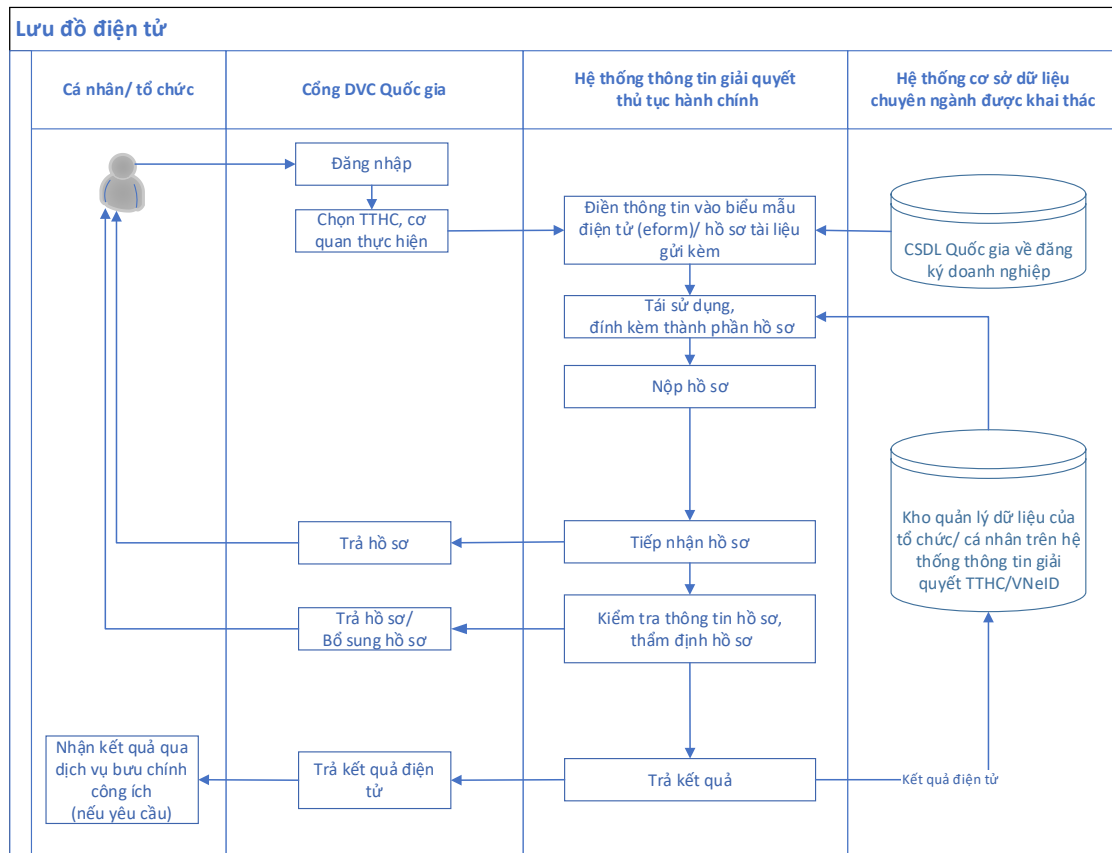 Lưu đồ điện tử
Cá nhân/ tổ chức
Cổng DVC Quốc gia
Hệ thống thông tin giải quyết
thủ tục hành chính
Hệ thống cơ sở dữ liệu
chuyên ngành được khai thác
Đăng nhập
Chọn TTHC, cơ
quan thực hiện
Điền thông tin vào biểu mẫu
điện tử (eform)/ hồ sơ tài liệu
gửi kèm
CSDL Quốc gia về đăng
ký doanh nghiệp
Tái sử dụng,
đính kèm thành phần hồ sơ
Nộp hồ sơ
Kho quản lý dữ liệu của
tổ chức/ cá nhân trên hệ
thống thông tin giải
quyết TTHC/VNeID
Trả hồ sơ
Tiếp nhận hồ sơ
Trả hồ sơ/
Bổ sung hồ sơ
Kiểm tra thông tin hồ sơ,
thẩm định hồ sơ
Nhận kết quả qua
dịch vụ bưu chính
công ích
(nếu yêu cầu)
Trả kết quả điện
tử
Trả kết quả
Kết quả điện tử